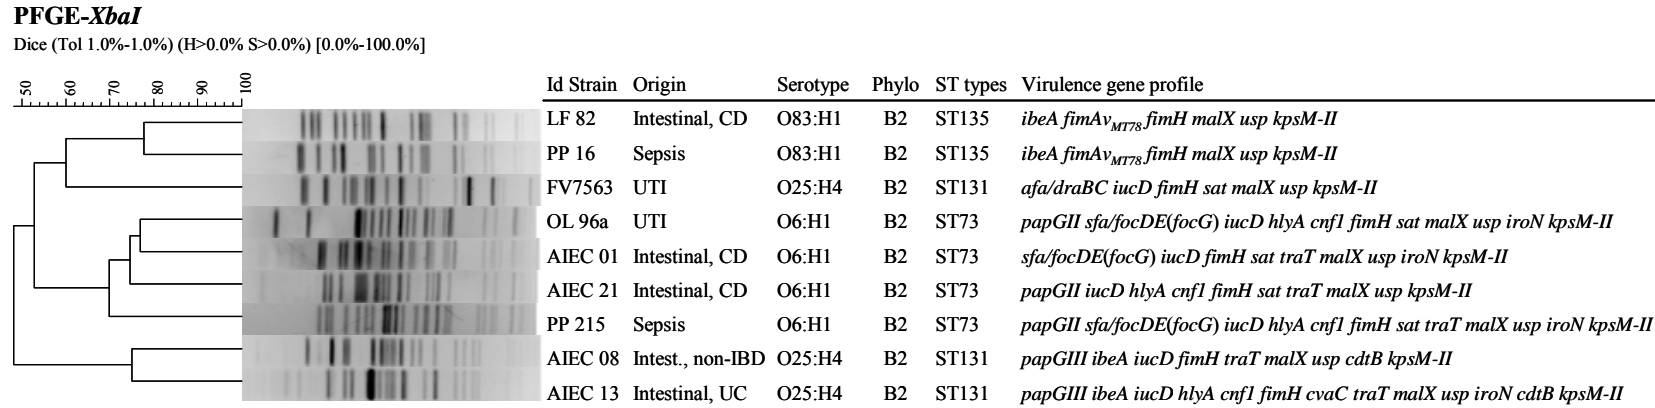 PFGE-XbaI
Dice (Tol 1.0%-1.0%) (H>0.0% S>0.0%) [0.0%-100.0%]
50 60 70 80 90 100
Id Strain Origin Serotype Phylo ST types Virulence gene profile
LF 82 Intestinal, CD O83:H1 B2 ST135 ibeA fimAvMT78 fimH malX usp kpsM-II
PP 16 Sepsis O83:H1 B2 ST135 ibeA fimAvMT78 fimH malX usp kpsM-II
FV7563 UTI O25:H4 B2 ST131 afa/draBC iucD fimH sat malX usp kpsM-II
OL 96a UTI O6:H1 B2 ST73 papGII sfa/focDE(focG) iucD hlyA cnf1 fimH sat malX usp iroN kpsM-II
AIEC 01 Intestinal, CD O6:H1 B2 ST73 sfa/focDE(focG) iucD fimH sat traT malX usp iroN kpsM-II
AIEC 21 Intestinal, CD O6:H1 B2 ST73 papGII iucD hlyA cnf1 fimH sat traT malX usp kpsM-II
PP 215 Sepsis O6:H1 B2 ST73 papGII sfa/focDE(focG) iucD hlyA cnf1 fimH sat traT malX usp iroN kpsM-II
AIEC 08 Intest., non-IBD O25:H4 B2 ST131 papGIII ibeA iucD fimH traT malX usp cdtB kpsM-II
AIEC 13 Intestinal, UC O25:H4 B2 ST131 papGIII ibeA iucD hlyA cnf1 fimH cvaC traT malX usp iroN cdtB kpsM-II